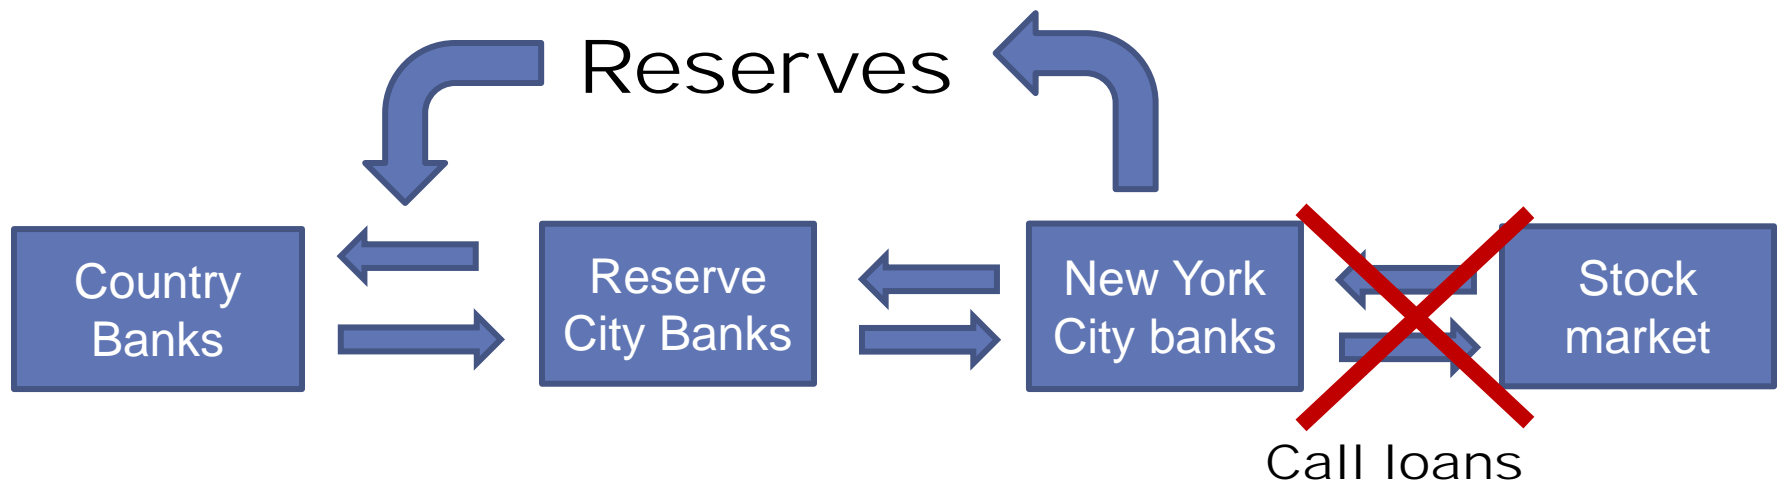 Reserves
Country
Banks
Reserve
City Banks
New York
City banks
Stock
market
Call loans